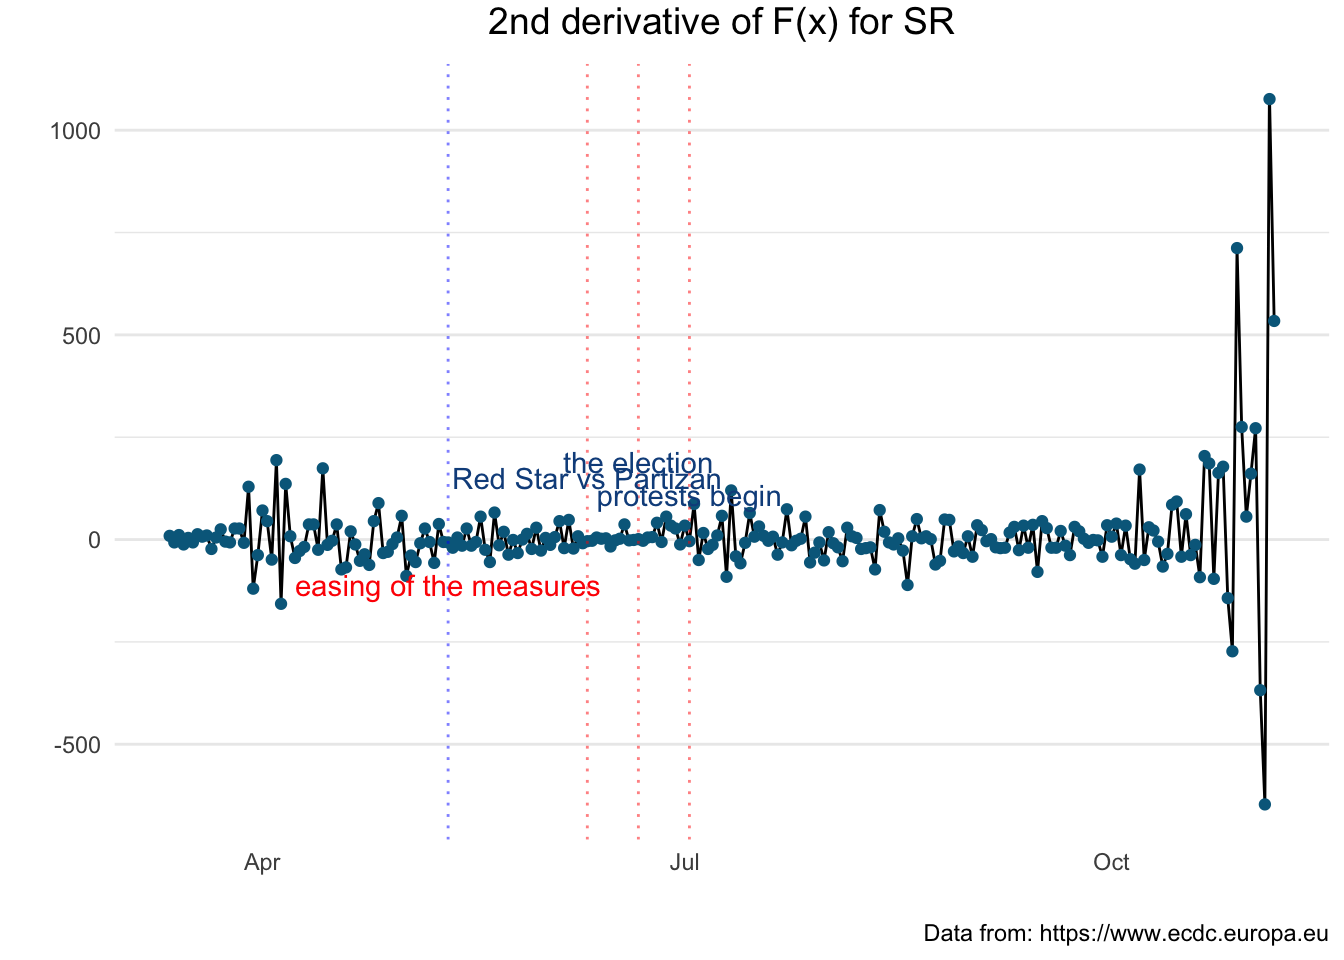 2nd derivative of F(x) for SR
1000
500
the election
Red Star vs Partizan
protests begin
0
easing of the measures
-500
Apr
Jul
Oct
Data from: https://www.ecdc.europa.eu